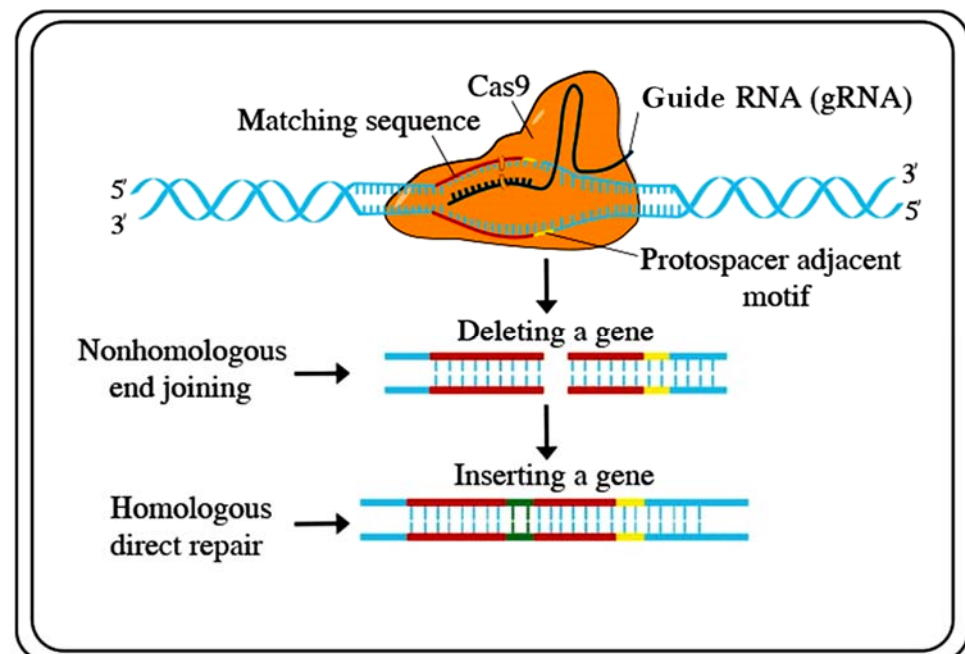 Cas9
Guide RNA (gRNA)
Matching sequence
5'
3'
3'
5'
Protospacer adjacent
motif
Deleting a gene
Nonhomologous
end joining
Inserting a gene
Homologous
direct repair